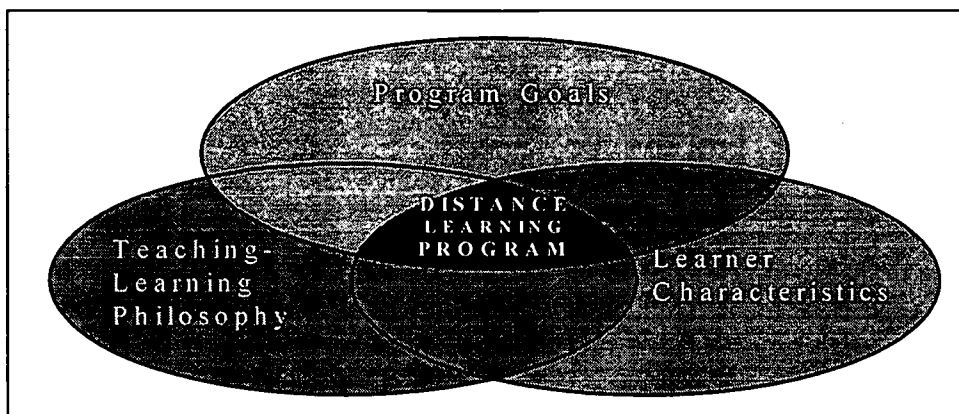 Program Goals
DISTANCE
LEARNING
PROGRAM
Teaching-
Learning
Philosophy
Learner
Characteristics